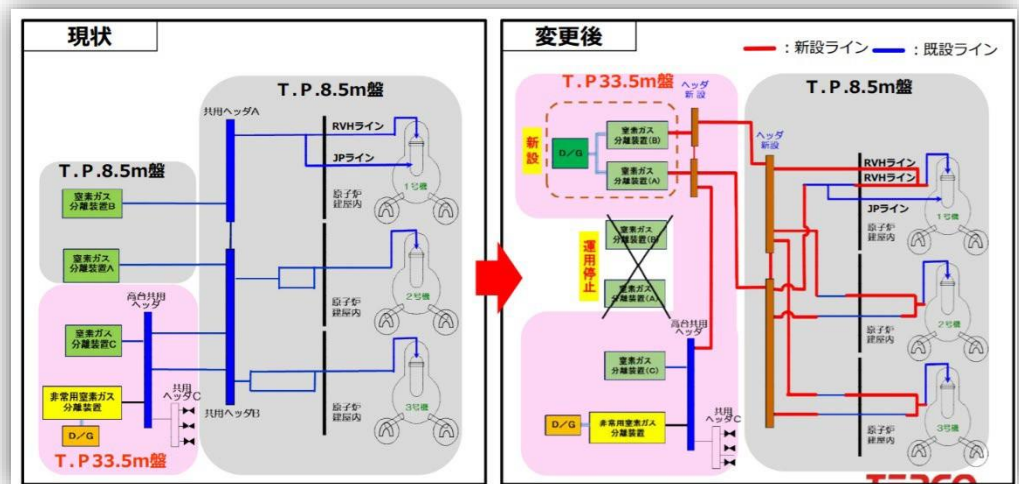 現状
T.P.8.5m盤
共用ヘッダA
RVHライン
JPライン
1号機
原子炉
建屋内
T.P.8.5m盤
窒素ガス
分離装置B
窒素ガス
分離装置A
2号機
原子炉
建屋内
高台共用
ヘッダ
窒素ガス
分離装置C
非常用窒素ガス
分離装置
D/G
共用
ヘッダC
共用ヘッダB
3号機
原子炉
建屋内
T.P33.5m盤
変更後
:新設ライン
:既設ライン
T.P33.5m盤
ヘッダ
新設
T.P.8.5m盤
新設
D/G
窒素ガス
分離装置(B)
窒素ガス
分離装置(A)
ヘッダ
新設
RVHライン
RVHライン
JPライン
1号機
原子炉
建屋内
運用停止
窒素ガス
分離装置(B)
窒素ガス
分離装置(A)
高台共用
ヘッダ
原子炉
建屋内
2号機
窒素ガス
分離装置(C)
D/G
非常用窒素ガス
分離装置
共用
ヘッダC
原子炉
建屋内
3号機
TEPCO